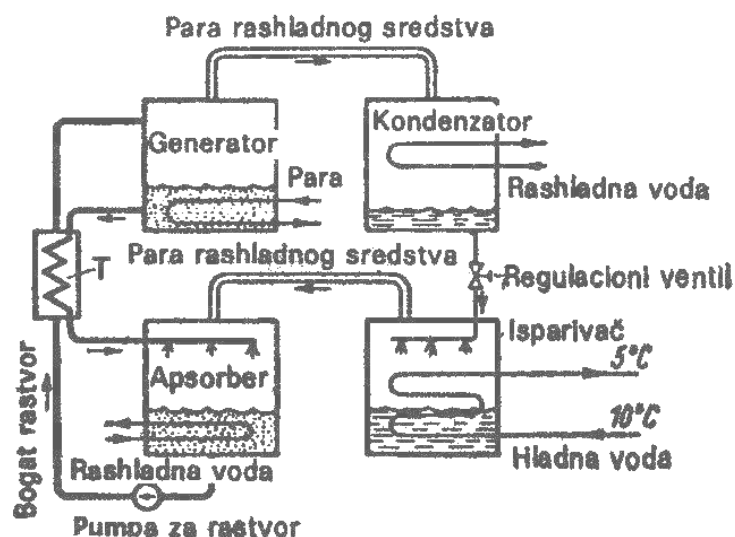 Para rashladnog sredstva
Generator
Kondenzator
Para
Rashladna voda
T
Para rashladnog sredstva
Regulacioni ventil
Isparivač
Apsorber
5°C
10°C
Bogat rastvor
Rashladna voda
Hladna voda
Pumpa za rastvor